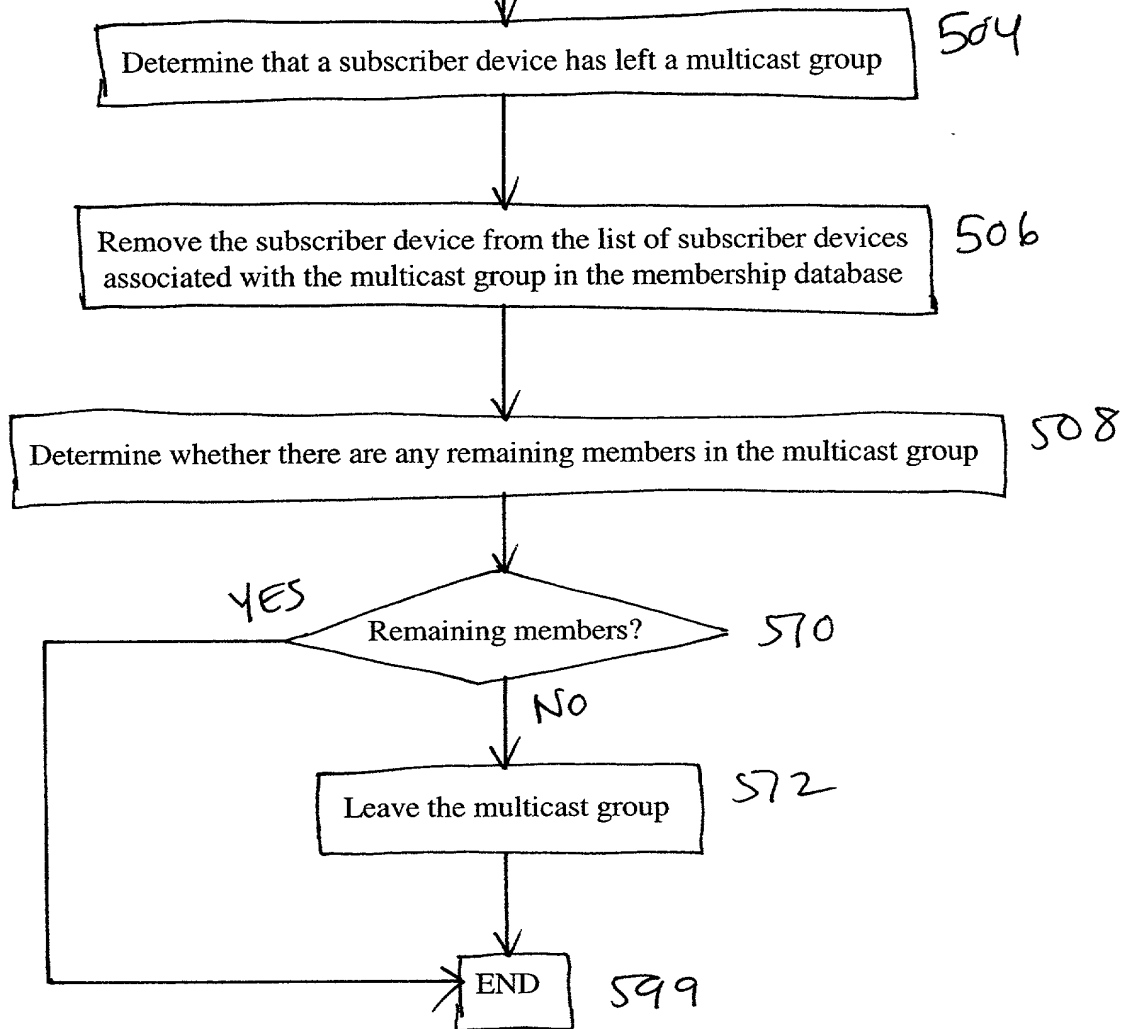 Determine that a subscriber device has left a multicast group
504
Remove the subscriber device from the list of subscriber devices
associated with the multicast group in the membership database
506
Determine whether there are any remaining members in the multicast group
508
YES
Remaining members?
570
NO
Leave the multicast group
572
END
599